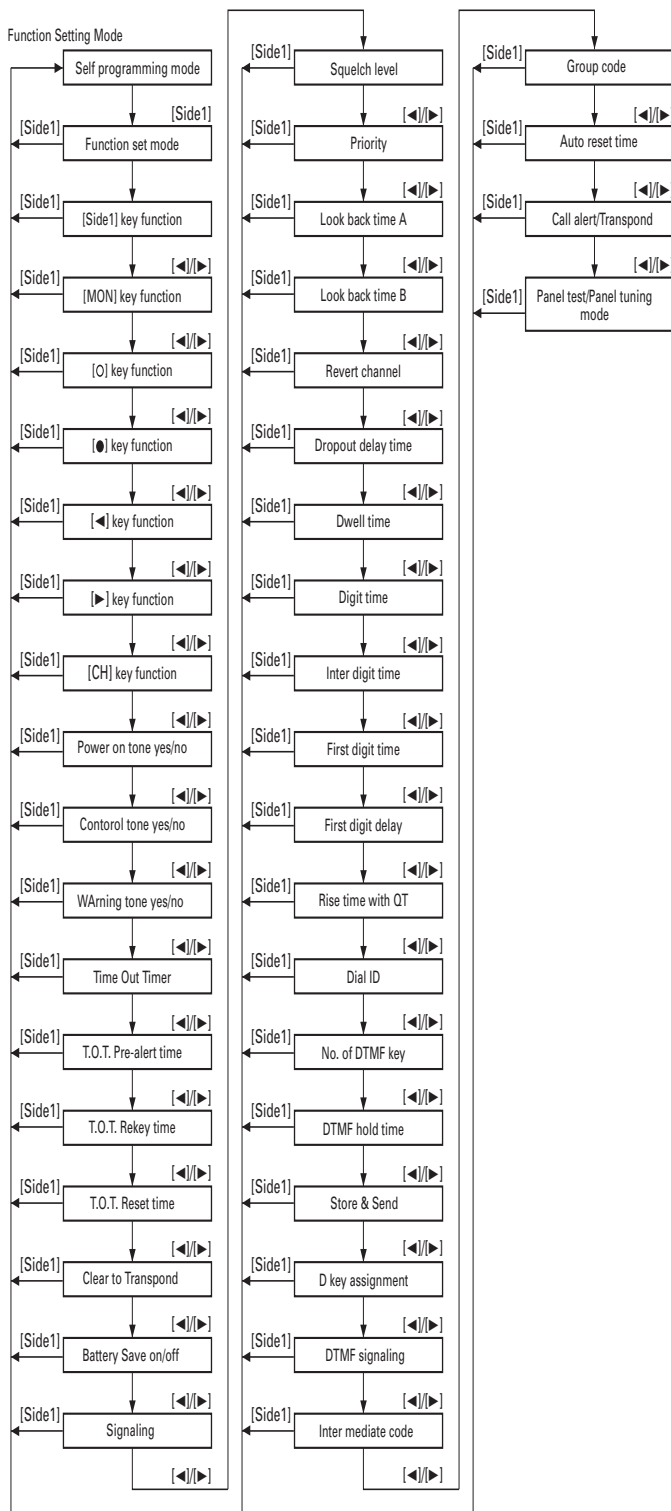 Function Setting Mode
Self programming mode
[Side1]
[Side1]
Function set mode
[Side1]
[Side1] key function
[Side1]
[MON] key function
[◀]/[▶]
[Side1]
[○] key function
[◀]/[▶]
[Side1]
[●] key function
[◀]/[▶]
[Side1]
[◀] key function
[◀]/[▶]
[Side1]
[▶] key function
[◀]/[▶]
[Side1]
[CH] key function
[◀]/[▶]
[Side1]
Power on tone yes/no
[◀]/[▶]
[Side1]
Contorol tone yes/no
[◀]/[▶]
[Side1]
WArning tone yes/no
[◀]/[▶]
[Side1]
Time Out Timer
[◀]/[▶]
[Side1]
T.O.T. Pre-alert time
[◀]/[▶]
[Side1]
T.O.T. Rekey time
[◀]/[▶]
[Side1]
T.O.T. Reset time
[◀]/[▶]
[Side1]
Clear to Transpond
[◀]/[▶]
[Side1]
Battery Save on/off
[◀]/[▶]
[Side1]
Signaling
[◀]/[▶]
[Side1]
Squelch level
[◀]/[▶]
[Side1]
Priority
[◀]/[▶]
[Side1]
Look back time A
[◀]/[▶]
[Side1]
Look back time B
[◀]/[▶]
[Side1]
Revert channel
[◀]/[▶]
[Side1]
Dropout delay time
[◀]/[▶]
[Side1]
Dwell time
[◀]/[▶]
[Side1]
Digit time
[◀]/[▶]
[Side1]
Inter digit time
[◀]/[▶]
[Side1]
First digit time
[◀]/[▶]
[Side1]
First digit delay
[◀]/[▶]
[Side1]
Rise time with QT
[◀]/[▶]
[Side1]
Dial ID
[◀]/[▶]
[Side1]
No. of DTMF key
[◀]/[▶]
[Side1]
DTMF hold time
[◀]/[▶]
[Side1]
Store & Send
[◀]/[▶]
[Side1]
D key assignment
[◀]/[▶]
[Side1]
DTMF signaling
[◀]/[▶]
[Side1]
Inter mediate code
[◀]/[▶]
[Side1]
Group code
[◀]/[▶]
[Side1]
Auto reset time
[◀]/[▶]
[Side1]
Call alert/Transpond
[◀]/[▶]
[Side1]
Panel test/Panel tuning
mode